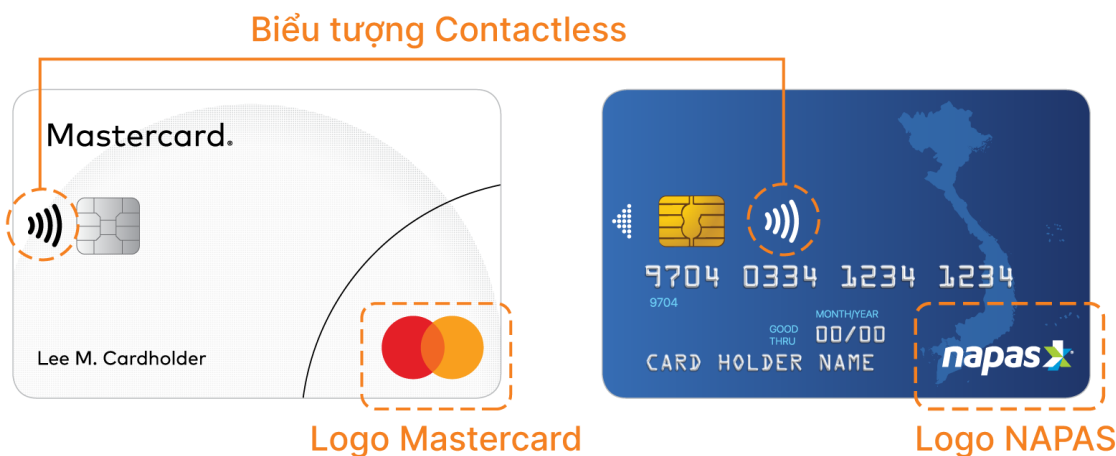 Biểu tượng Contactless
Mastercard.
Lee M. Cardholder
Logo Mastercard
9704 0334 1234 1234
9704
MONTH/YEAR
GOOD THRU 00/00
CARD HOLDER NAME
napas
Logo NAPAS